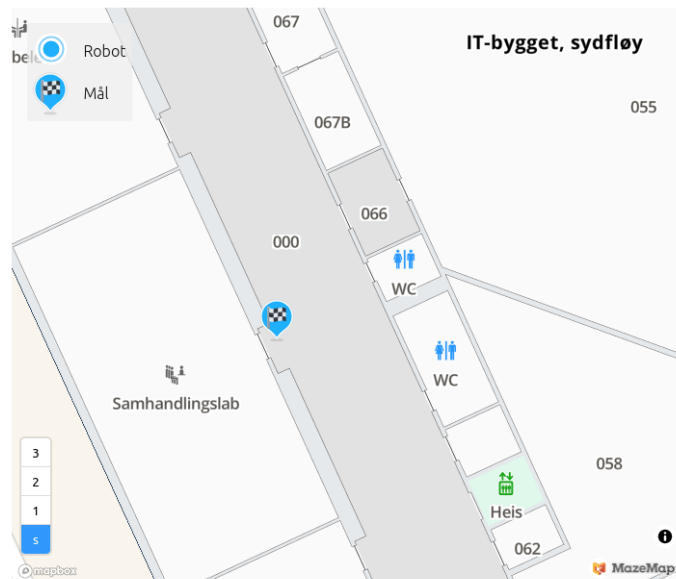 067
IT-bygget, sydfløy
Robot
Mål
055
067B
066
000
WC
WC
Samhandlingslab
058
3
2
1
s
Heis
062
mapbox
MazeMap